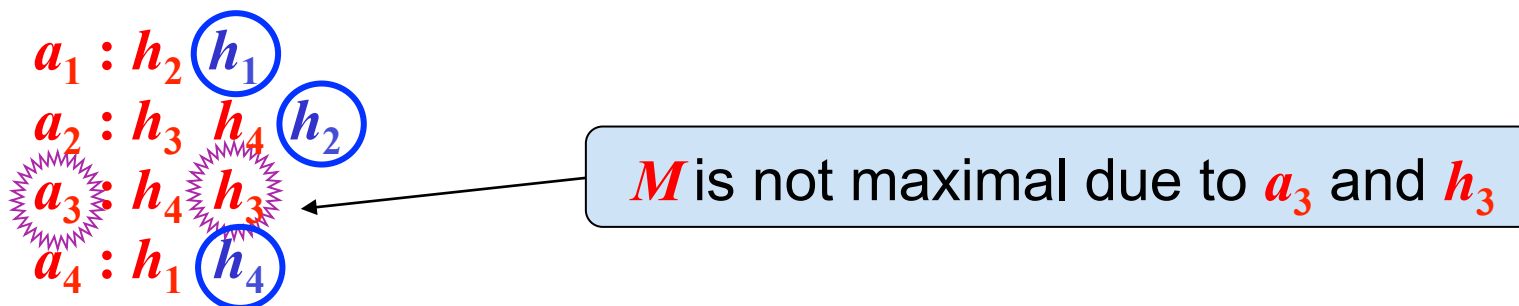 a₁ : h₂ h₁
a₂ : h₃ h₄ h₂
a₃ : h₄ h₃
a₄ : h₁ h₄
M is not maximal due to a₃ and h₃